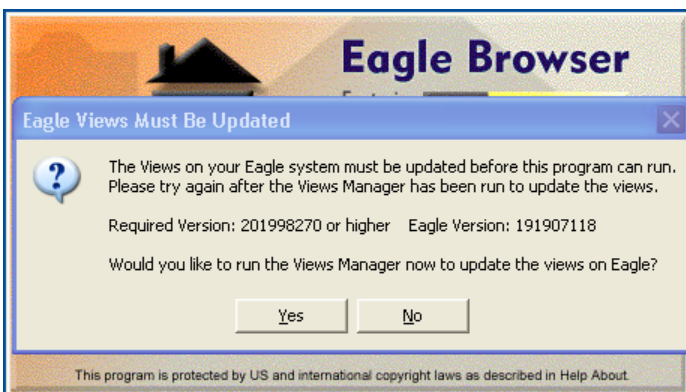 Eagle Browser
Eagle Views Must Be Updated
The Views on your Eagle system must be updated before this program can run.
Please try again after the Views Manager has been run to update the views.
Required Version: 201998270 or higher Eagle Version: 191907118
Would you like to run the Views Manager now to update the views on Eagle?
Yes No
This program is protected by US and international copyright laws as described in Help About.